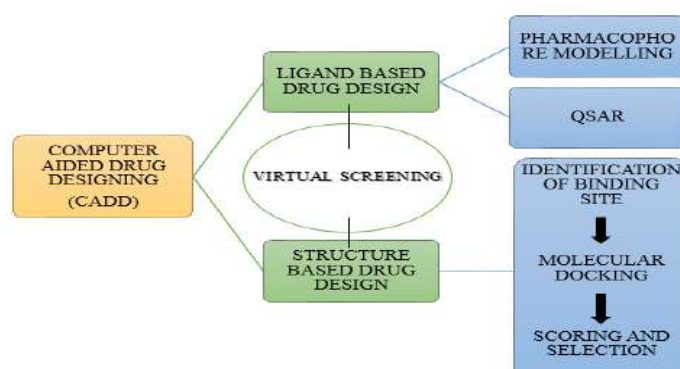 COMPUTER
AIDED DRUG
DESIGNING
(CADD)
LIGAND BASED
DRUG DESIGN
VIRTUAL SCREENING
STRUCTURE
BASED DRUG
DESIGN
PHARMACOPHO
RE MODELLING
QSAR
IDENTIFICATION
OF BINDING
SITE
MOLECULAR
DOCKING
SCORING AND
SELECTION